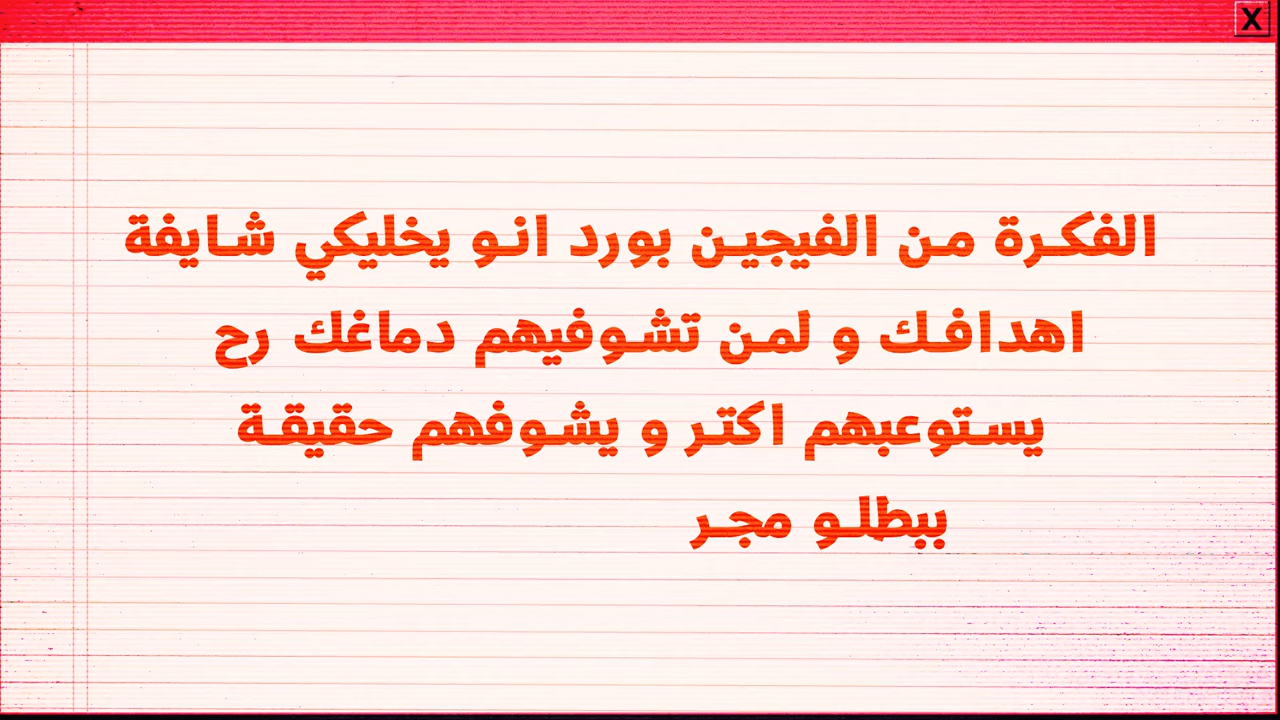 X
الفكرة من الفيجين بورد انو يخليكي شايفة
اهدافك و لمن تشوفيهم دماغك رح
يستوعبهم اكتر و يشوفهم حقيقة
ببطلو مجر